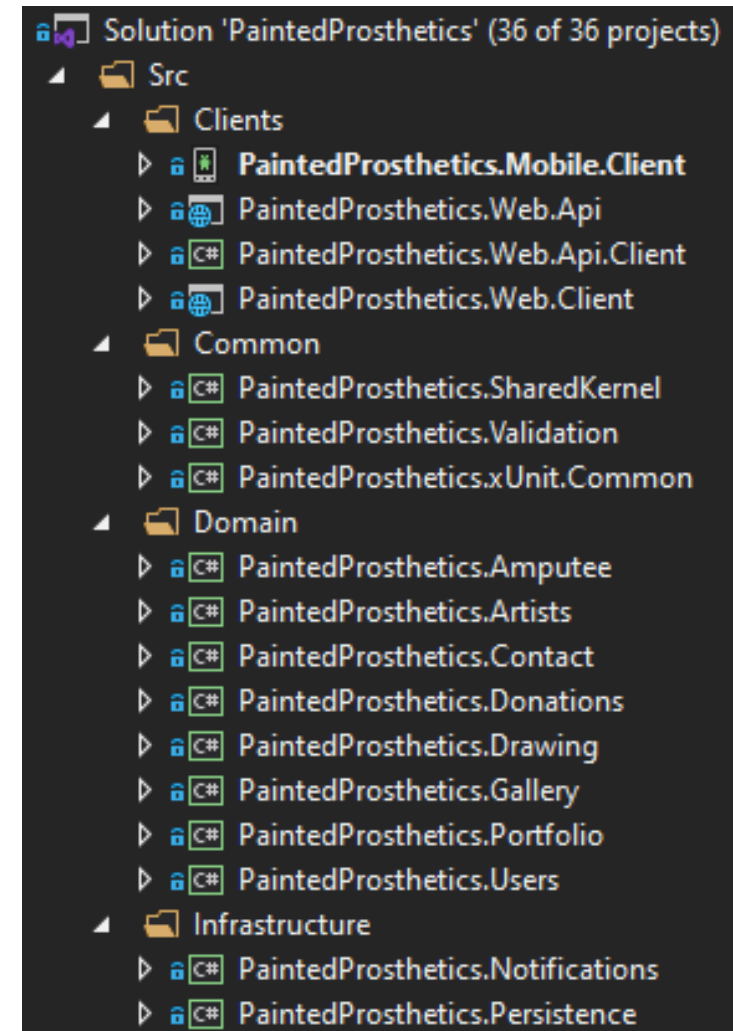 Solution 'PaintedProsthetics' (36 of 36 projects)
Src
Clients
PaintedProsthetics.Mobile.Client
PaintedProsthetics.Web.Api
C# PaintedProsthetics.Web.Api.Client
PaintedProsthetics.Web.Client
Common
C# PaintedProsthetics.SharedKernel
C# PaintedProsthetics.Validation
C# PaintedProsthetics.xUnit.Common
Domain
C# PaintedProsthetics.Amputee
C# PaintedProsthetics.Artists
C# PaintedProsthetics.Contact
C# PaintedProsthetics.Donations
C# PaintedProsthetics.Drawing
C# PaintedProsthetics.Gallery
C# PaintedProsthetics.Portfolio
C# PaintedProsthetics.Users
Infrastructure
C# PaintedProsthetics.Notifications
C# PaintedProsthetics.Persistence